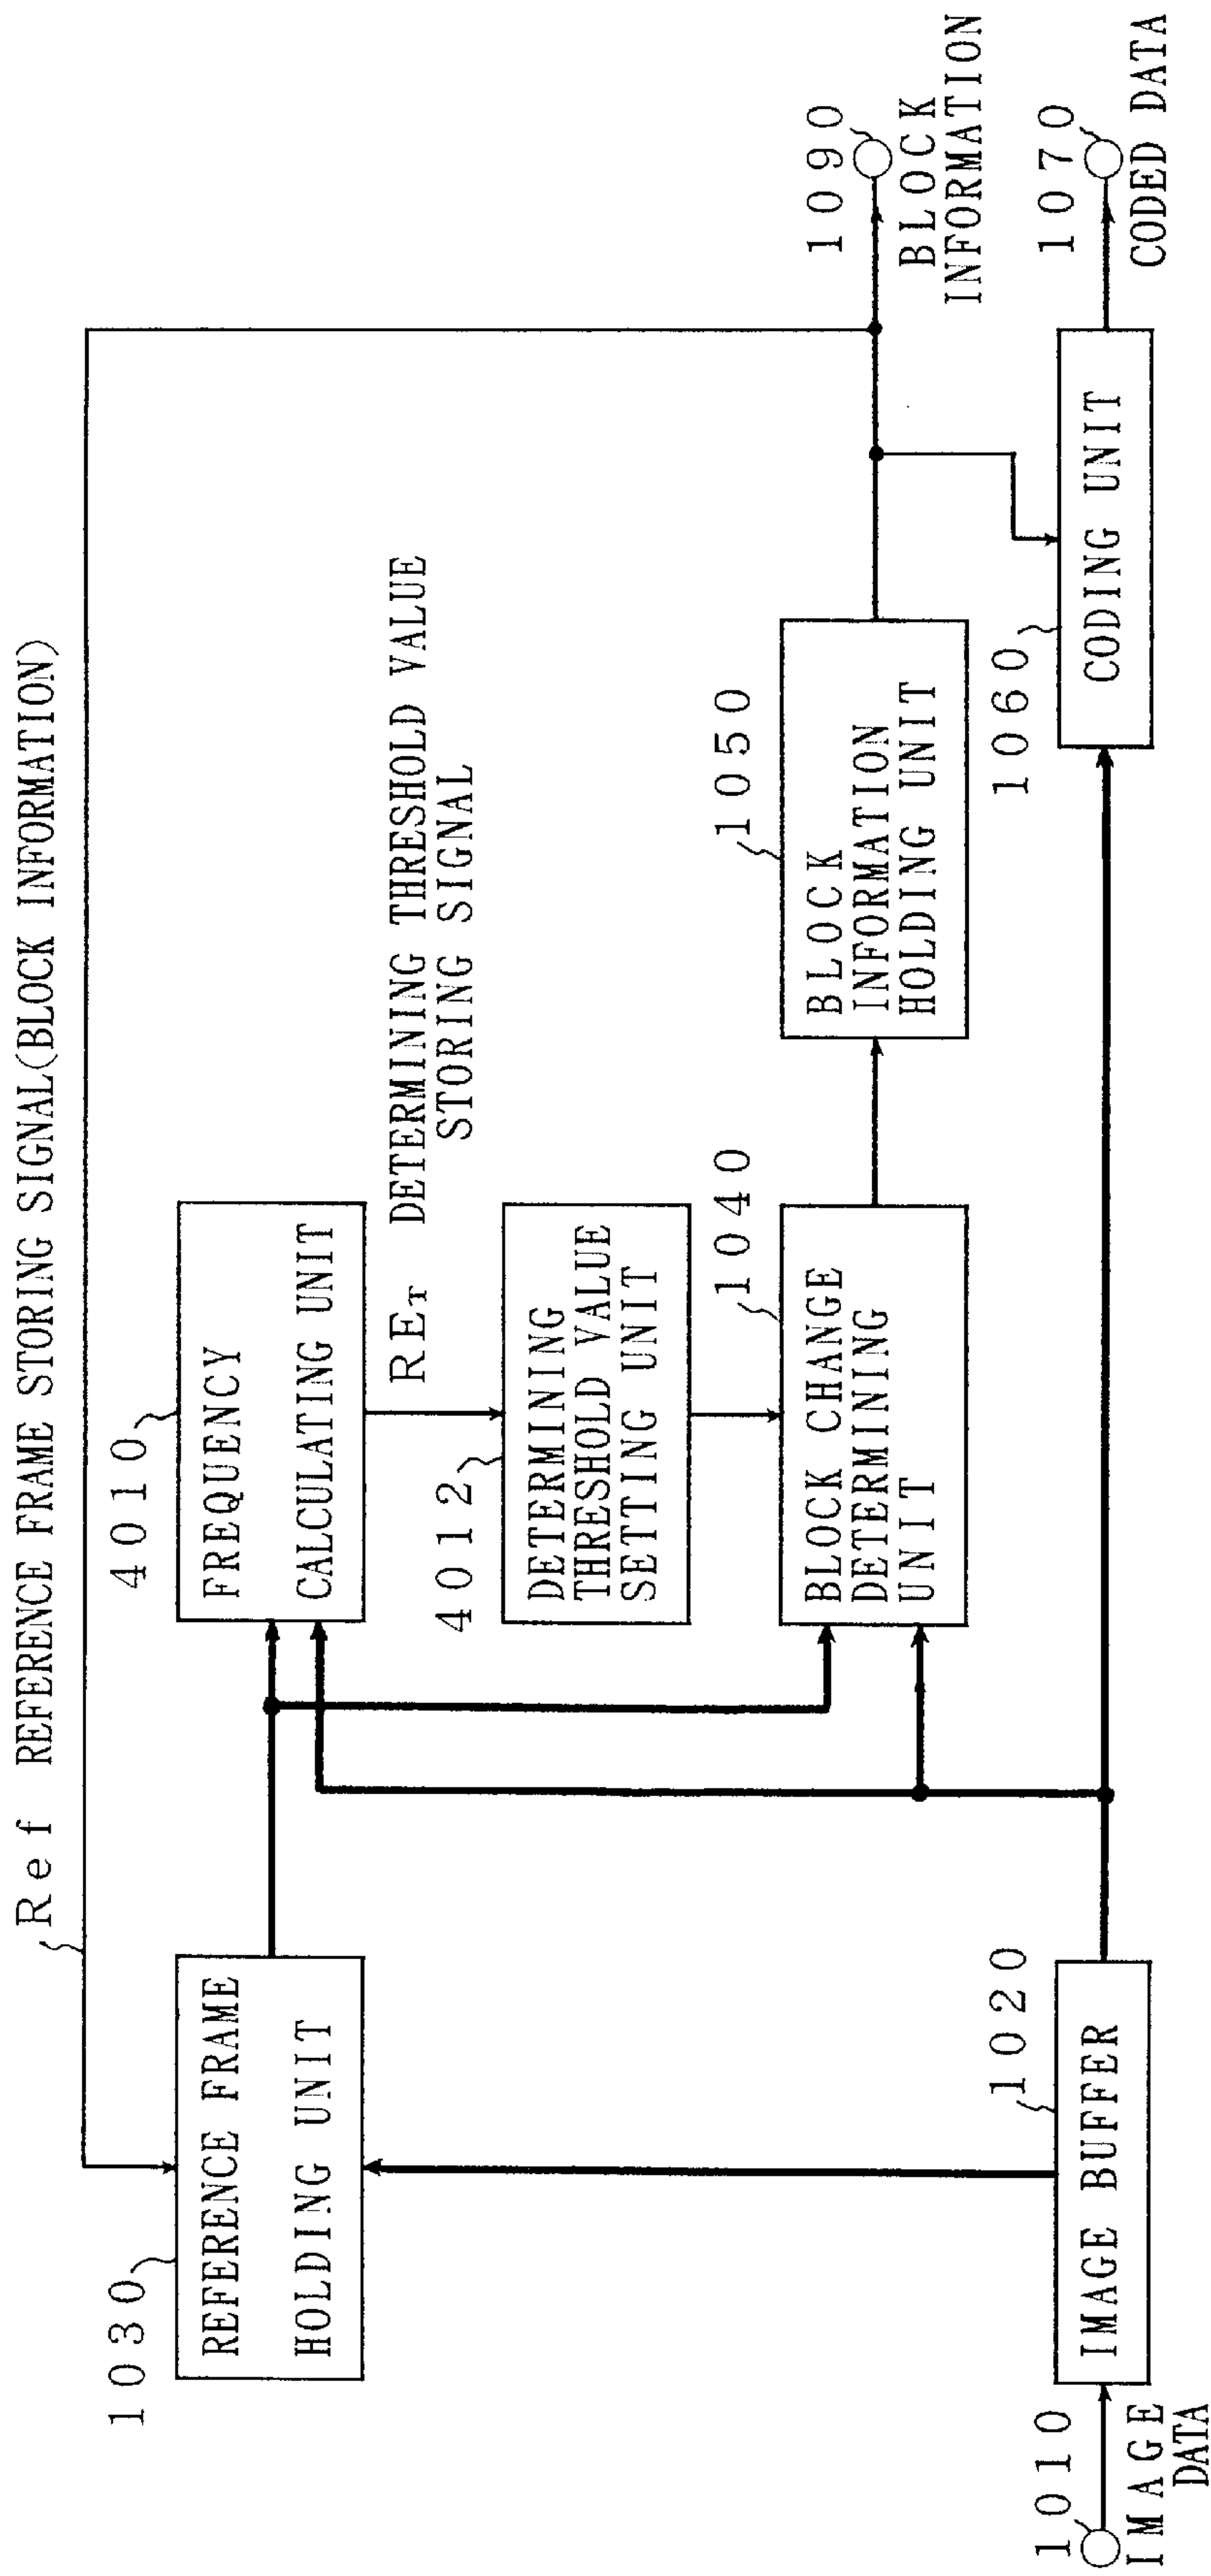 Ref REFERENCE FRAME STORING SIGNAL(BLOCK INFORMATION)
1030
REFERENCE FRAME
HOLDING UNIT
4010
FREQUENCY
CALCULATING UNIT
RET DETERMINING THRESHOLD VALUE
STORING SIGNAL
4012
DETERMINING
THRESHOLD VALUE
SETTING UNIT
1040
BLOCK CHANGE
DETERMINING
UNIT
1050
BLOCK
INFORMATION
HOLDING UNIT
1090
BLOCK
INFORMATION
1010
IMAGE
DATA
1020
IMAGE BUFFER
1060
CODING UNIT
1070
CODED DATA